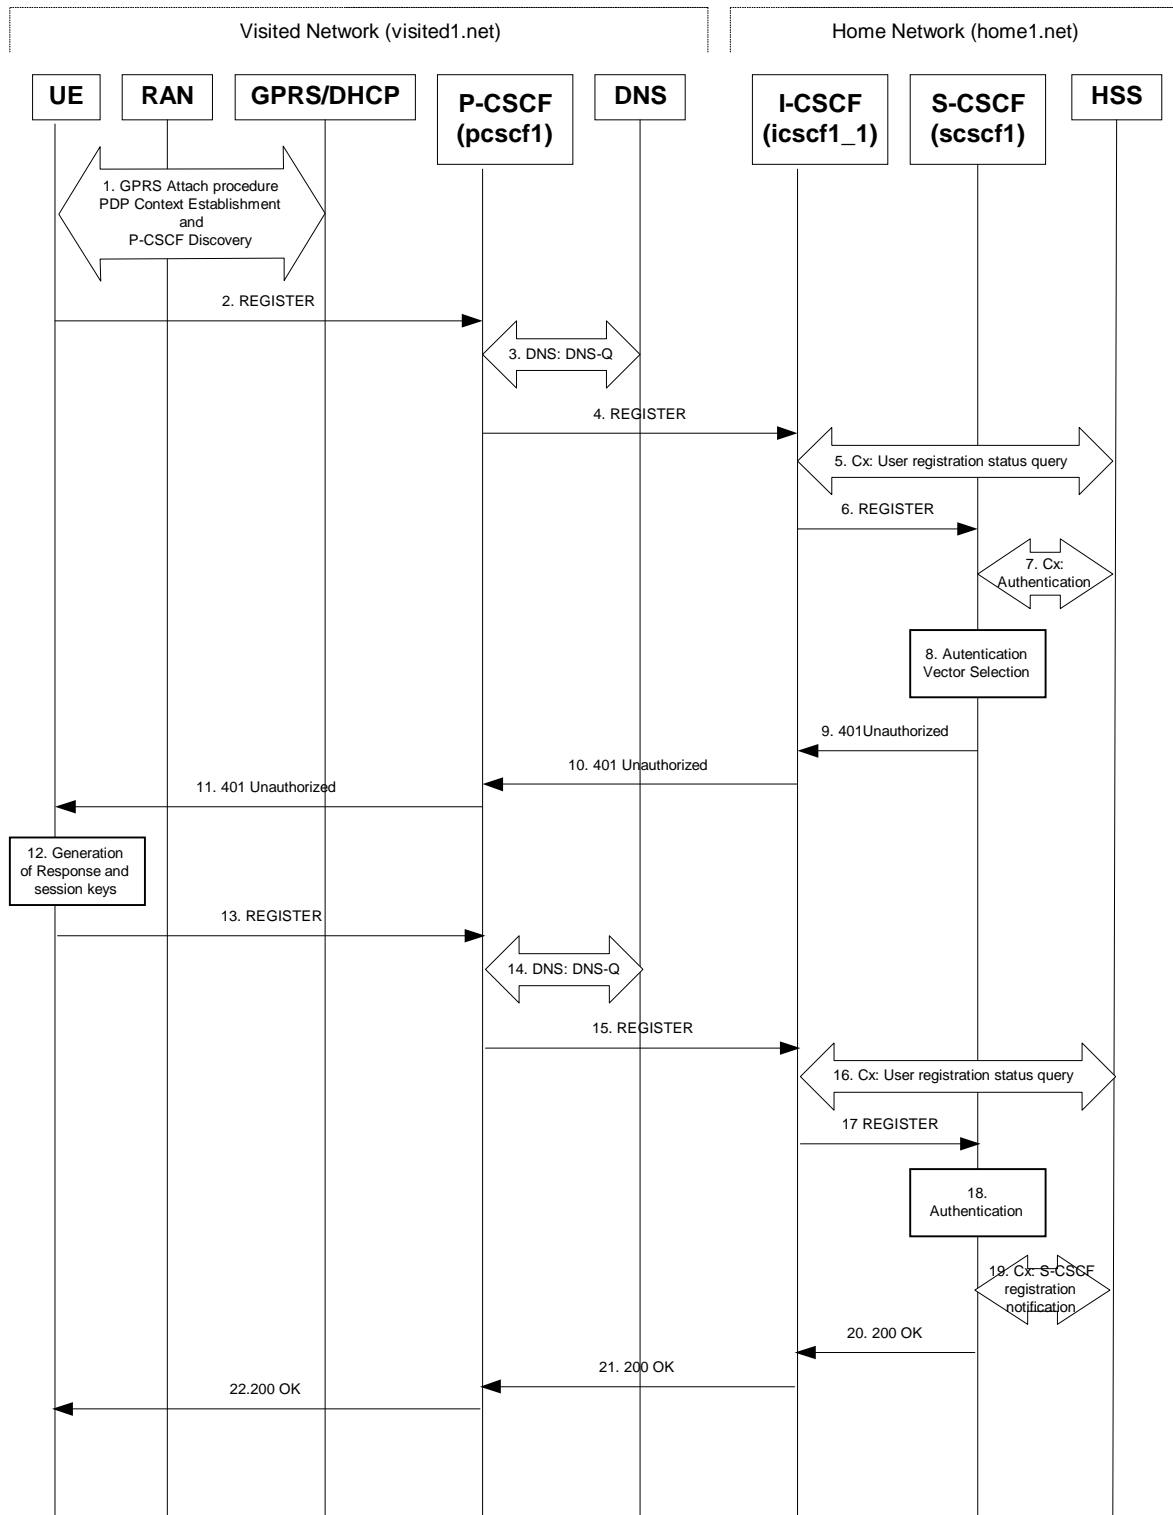 Visited Network (visited1.net)
Home Network (home1.net)
UE
RAN
GPRS/DHCP
P-CSCF
(pcscf1)
DNS
I-CSCF
(icscf1_1)
S-CSCF
(scscf1)
HSS
1. GPRS Attach procedure
PDP Context Establishment
and
P-CSCF Discovery
2. REGISTER
3. DNS: DNS-Q
4. REGISTER
5. Cx: User registration status query
6. REGISTER
7. Cx:
Authentication
8. Autentication
Vector Selection
9. 401Unauthorized
10. 401 Unauthorized
11. 401 Unauthorized
12. Generation
of Response and
session keys
13. REGISTER
14. DNS: DNS-Q
15. REGISTER
16. Cx: User registration status query
17 REGISTER
18.
Authentication
19. Cx: S-CSCF
registration
notification
20. 200 OK
21. 200 OK
22.200 OK